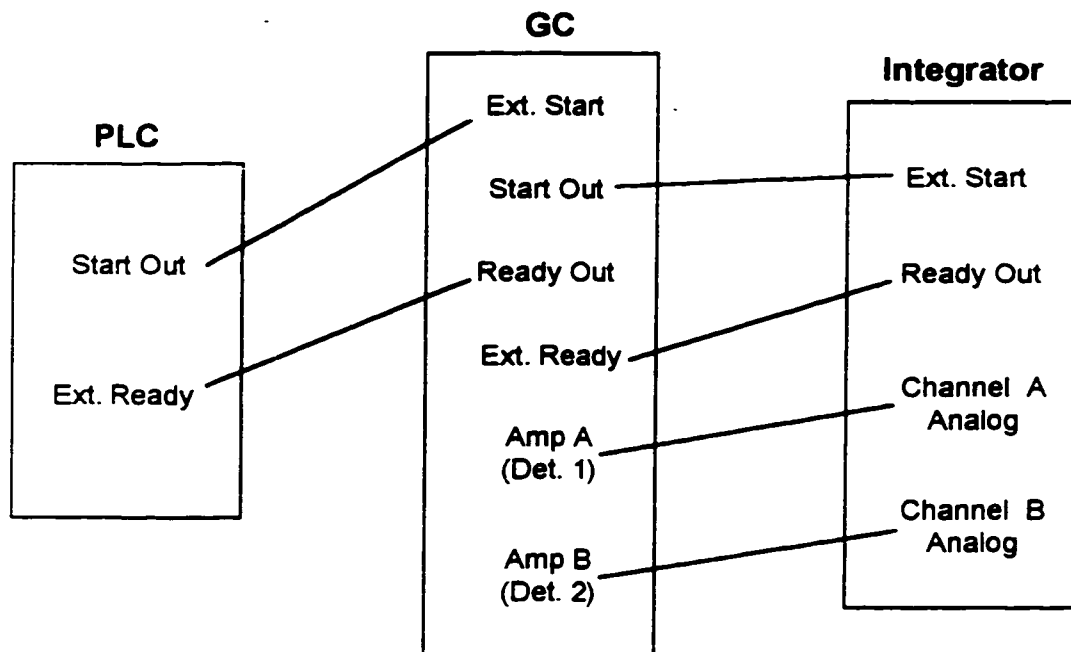 GC
Integrator
PLC
Ext. Start
Start Out
Ext. Start
Start Out
Ready Out
Ready Out
Ext. Ready
Ext. Ready
Channel A
Analog
Amp A
(Det. 1)
Channel B
Analog
Amp B
(Det. 2)